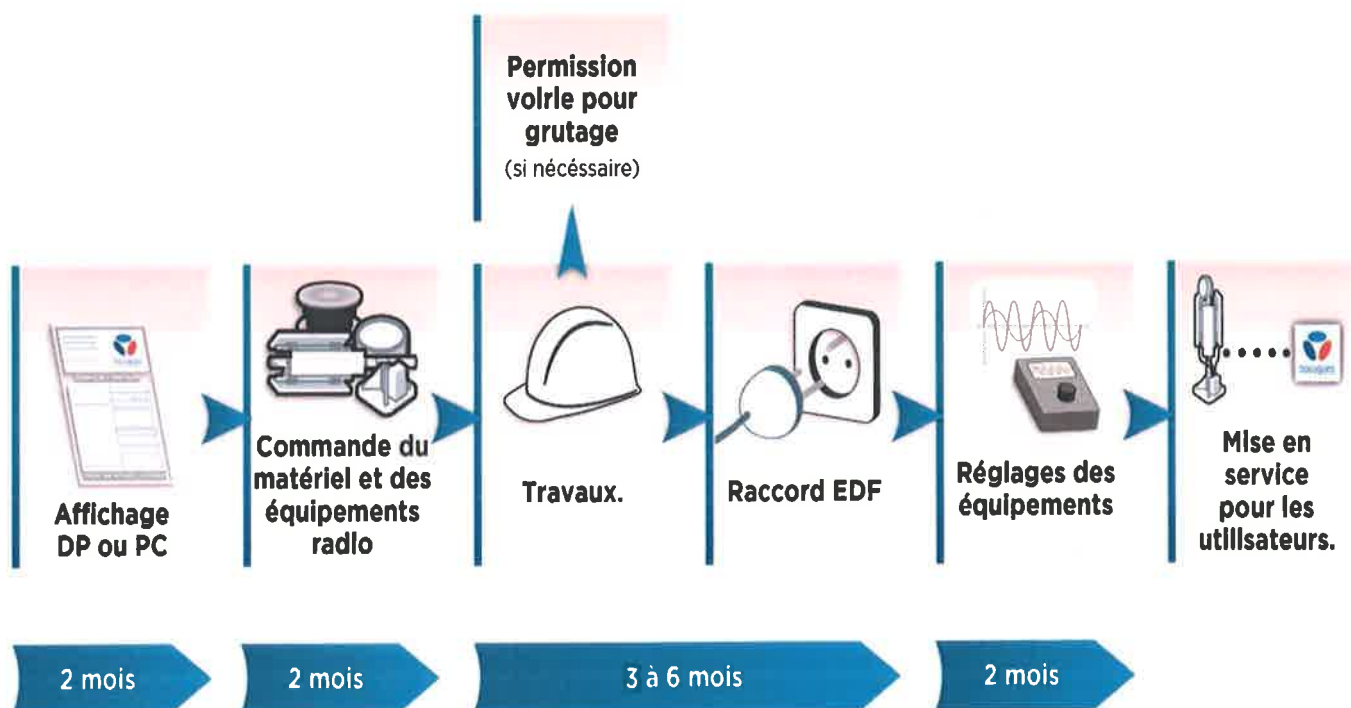 Permission
voirie pour
grutage
(si nécéssaire)
Affichage
DP ou PC
Commande du
matériel et des
équipements
radio
Travaux.
Raccord EDF
Réglages des
équipements
Mise en
service
pour les
utilisateurs.
bouygues
2 mois
2 mois
3 à 6 mois
2 mois